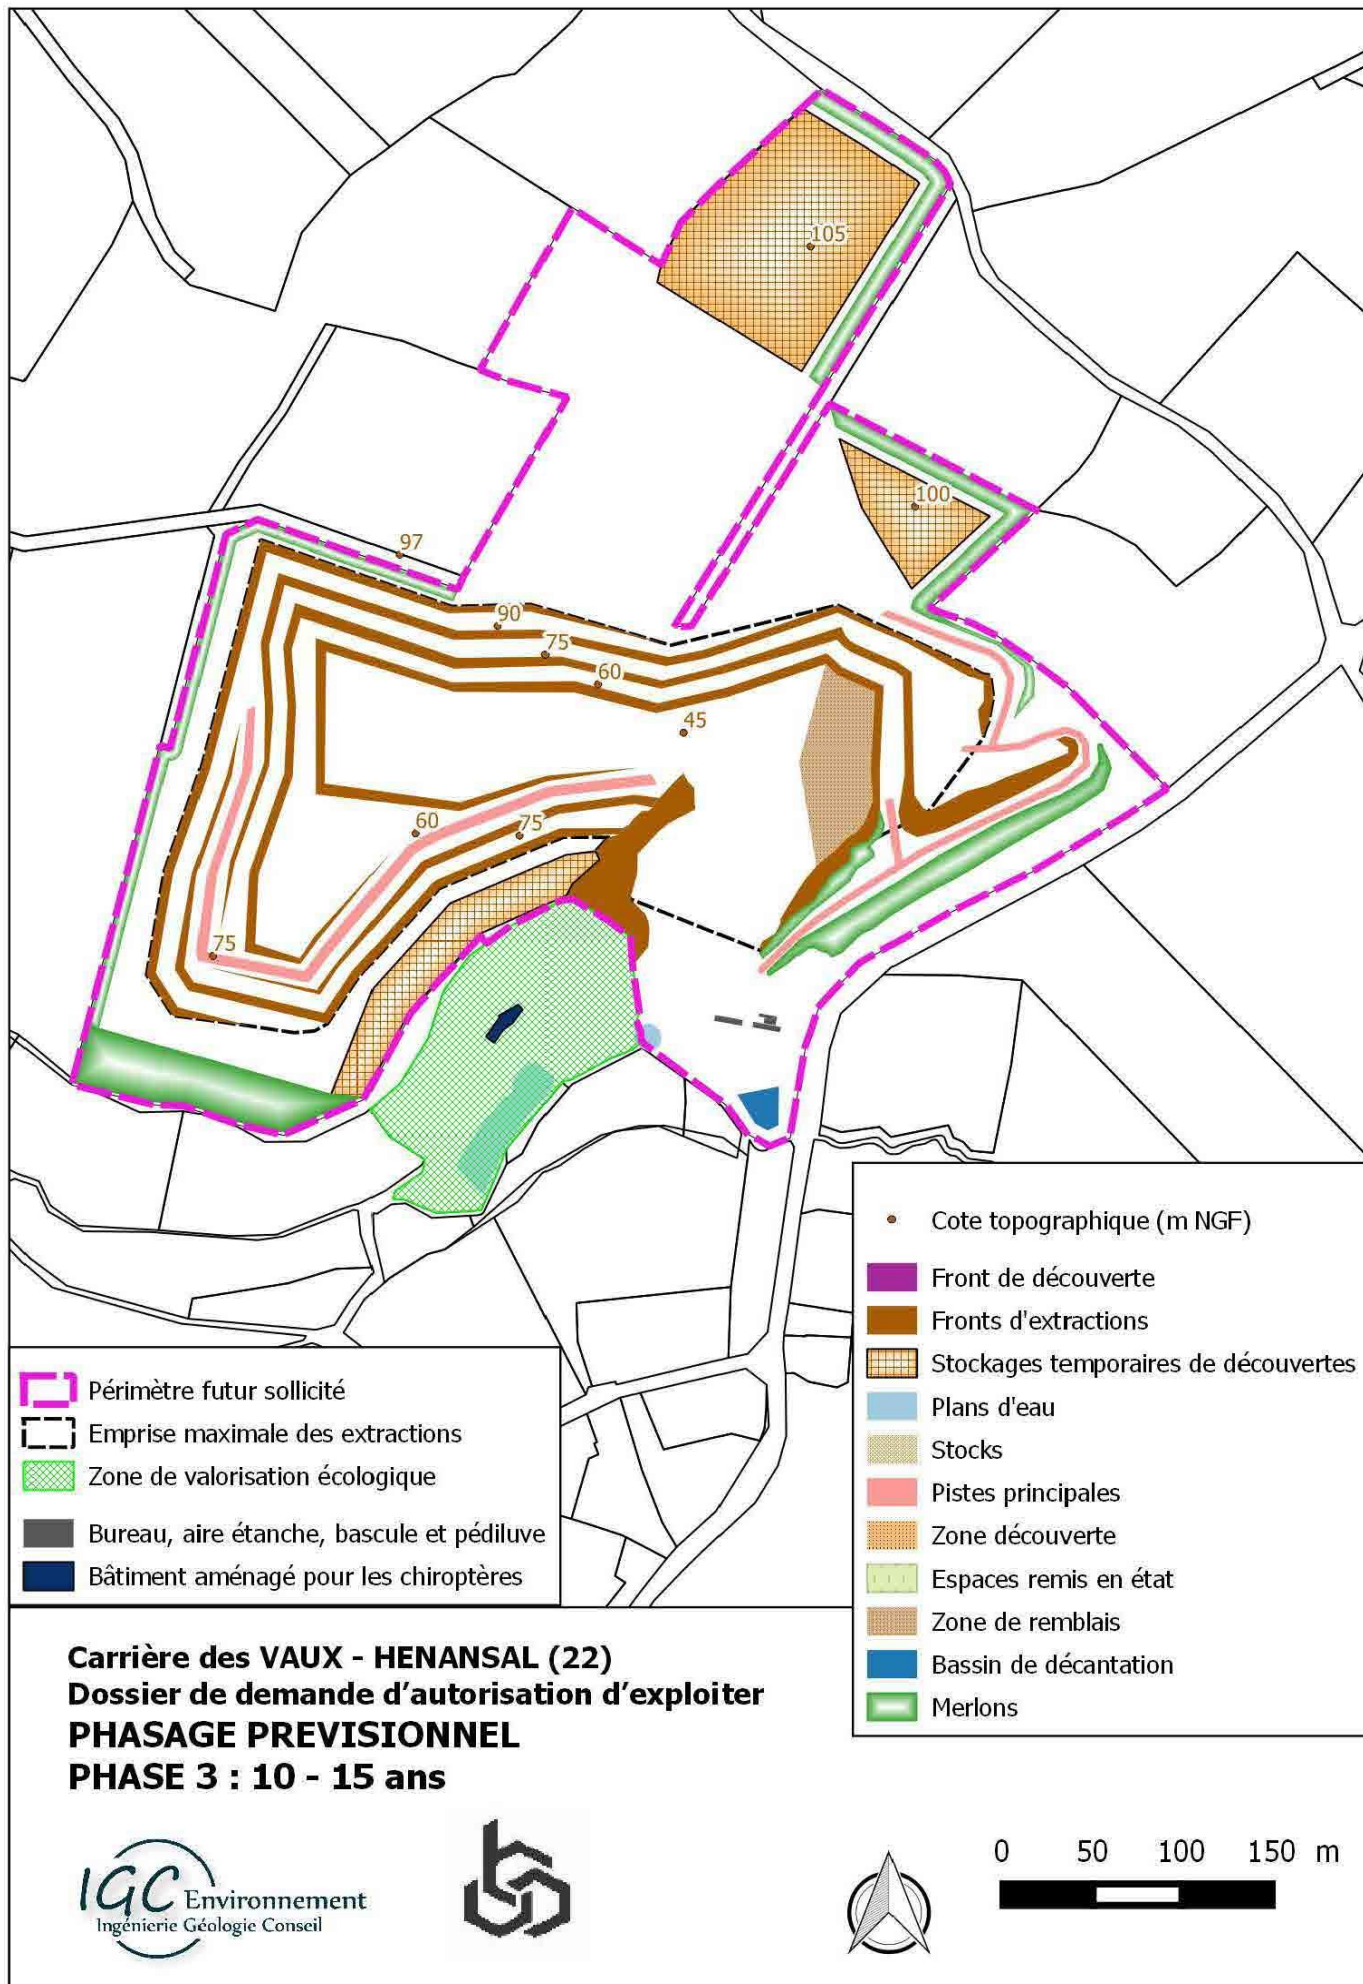 105
100
97
90
75
60
45
60
75
75
Cote topographique (m NGF)
Front de découverte
Fronts d'extractions
Stockages temporaires de découvertes
Plans d'eau
Stocks
Pistes principales
Zone découverte
Espaces remis en état
Zone de remblais
Bassin de décantation
Merlons
Périmètre futur sollicité
Emprise maximale des extractions
Zone de valorisation écologique
Bureau, aire étanche, bascule et pédiluve
Bâtiment aménagé pour les chiroptères
Carrière des VAUX - HENANSAL (22)
Dossier de demande d'autorisation d'exploiter
PHASAGE PREVISIONNEL
PHASE 3 : 10 - 15 ans
IGC Environnement
Ingénierie Géologie Conseil
0 50 100 150 m